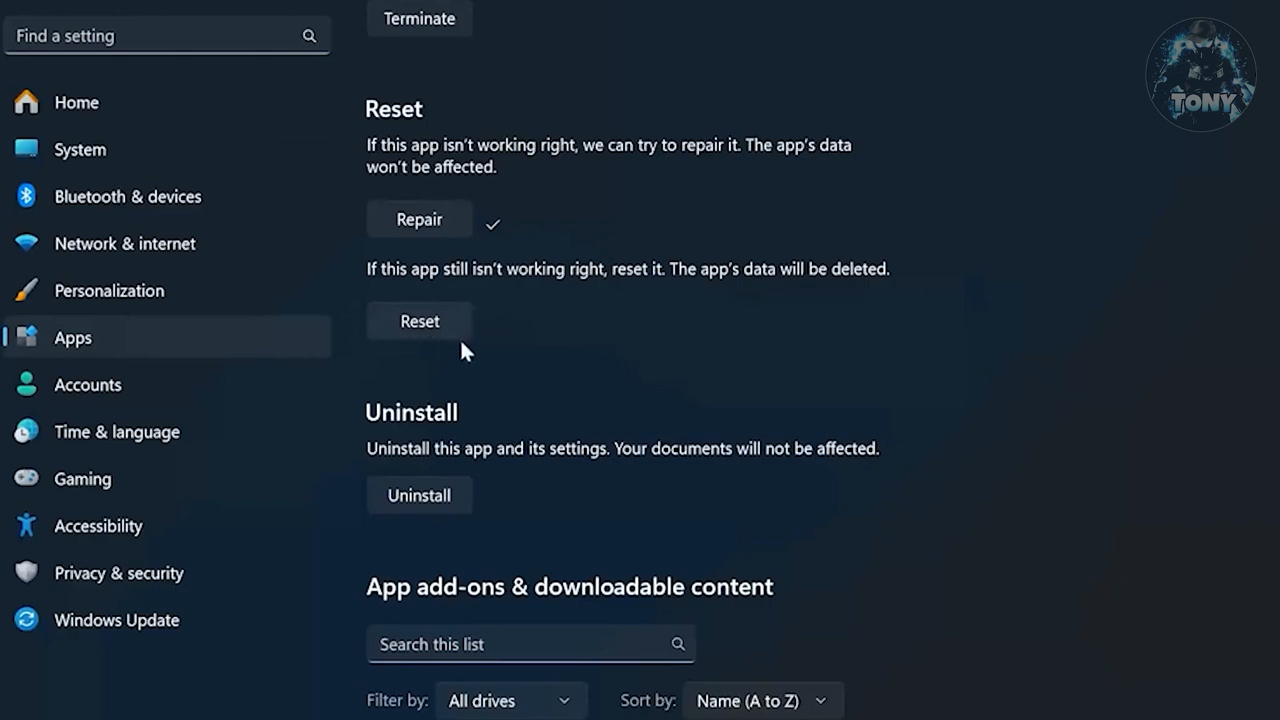 Find a setting
Home
System
Bluetooth & devices
Network & internet
Personalization
Apps
Accounts
Time & language
Gaming
Accessibility
Privacy & security
Windows Update
Terminate
Reset
If this app isn't working right, we can try to repair it. The app's data
won't be affected.
Repair
If this app still isn't working right, reset it. The app's data will be deleted.
Reset
Uninstall
Uninstall this app and its settings. Your documents will not be affected.
Uninstall
App add-ons & downloadable content
Search this list
Filter by: All drives Sort by: Name (A to Z)
TONY